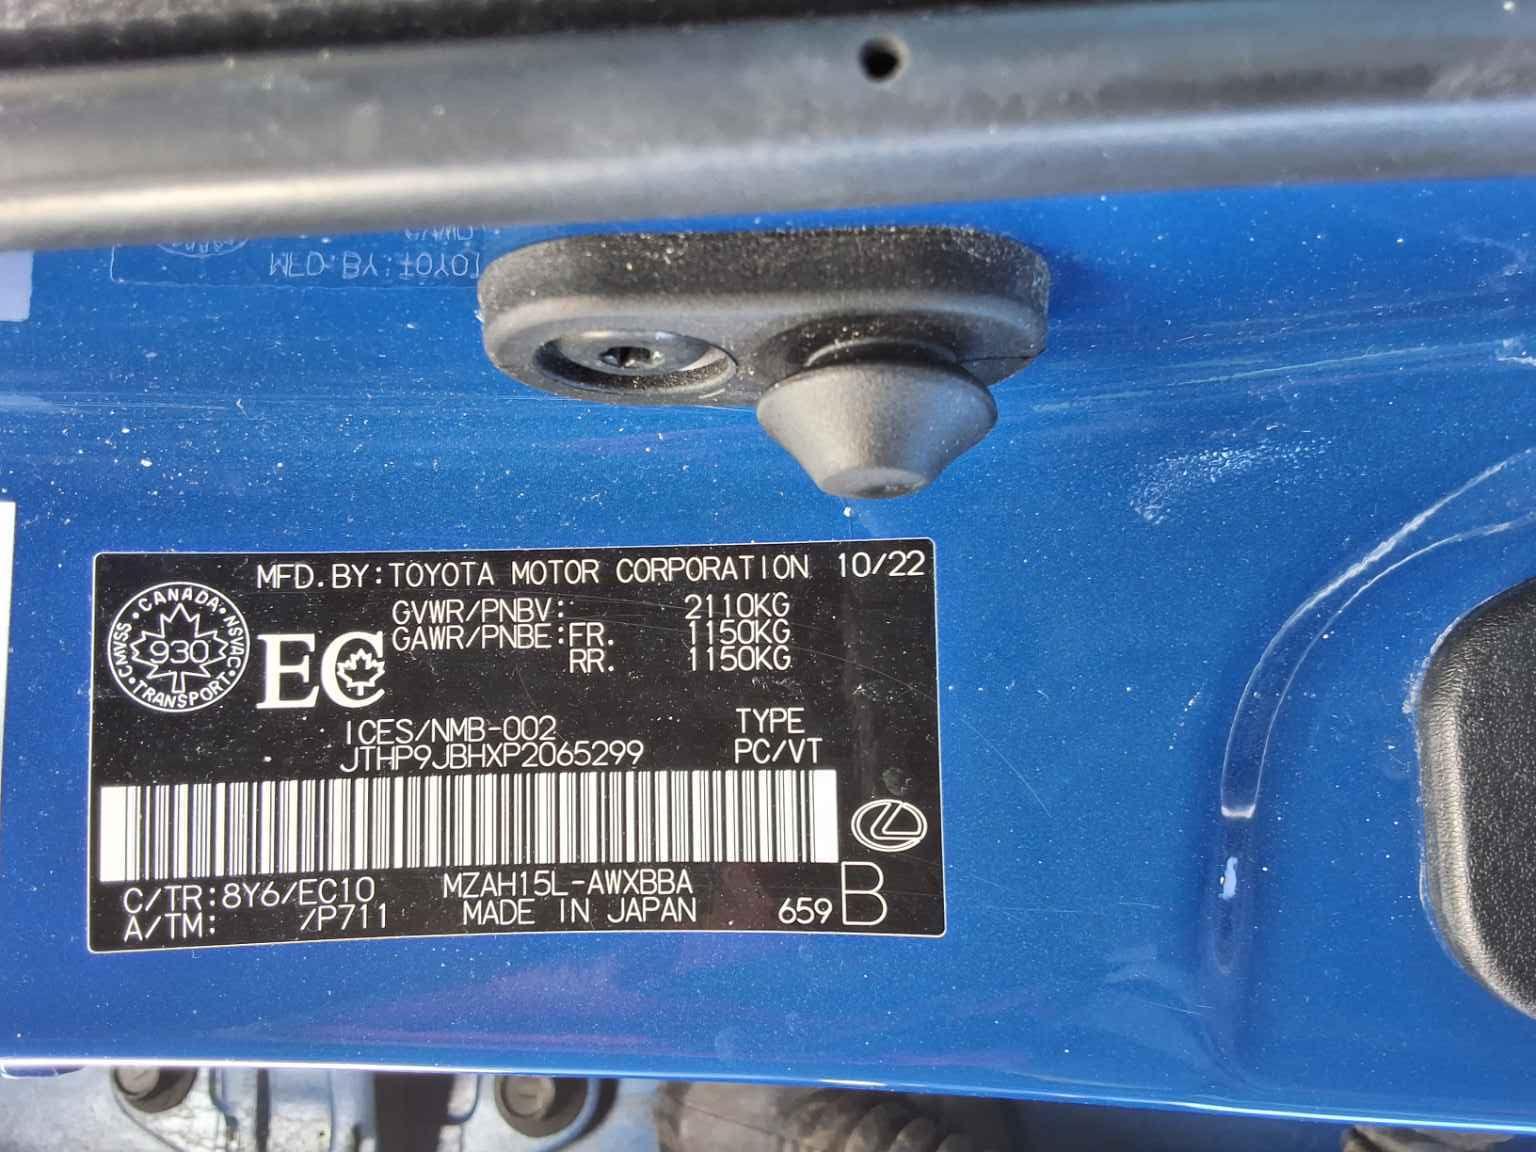 MFD.BY:TOYOTA MOTOR CORPORATION 10/22
GVWR/PNBV: 2110KG
GAWR/PNBE:FR. 1150KG
RR. 1150KG
CANADA
CMVSS 930 NSVAC
TRANSPORT
EC
ICES/NMB-002 TYPE
JTHP9JBHXP2065299 PC/VT
C/TR:8Y6/EC10 MZAH15L-AWXBBA
A/TM: /P711 MADE IN JAPAN 659 B
MFD.BY:TOYOT